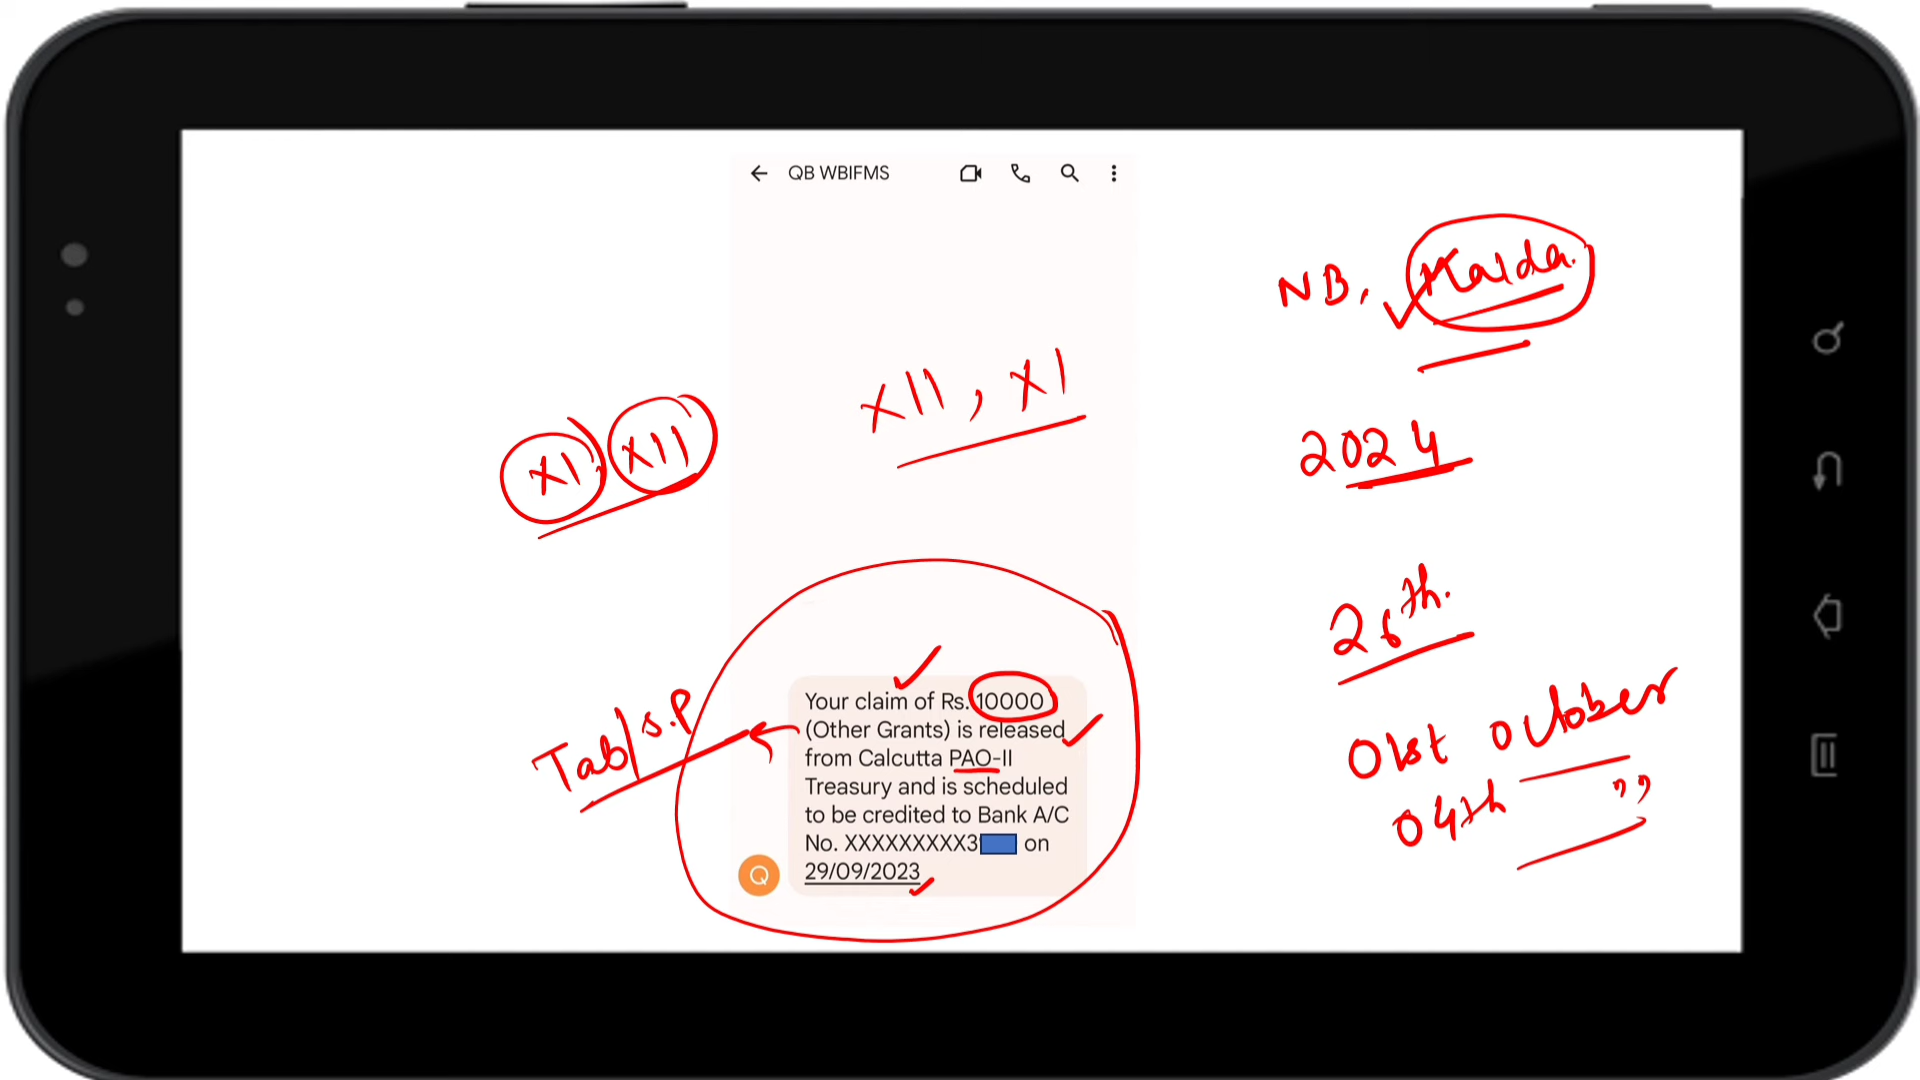 QB WBIFMS
NB, Malda.
XII, XI
XI, XII
2024
26th.
Your claim of Rs. 10000
(Other Grants) is released
from Calcutta PAO-II
Treasury and is scheduled
to be credited to Bank A/C
No. XXXXXXXXX3 on
29/09/2023
Q
Tab/S.P
01st October
04th ,,